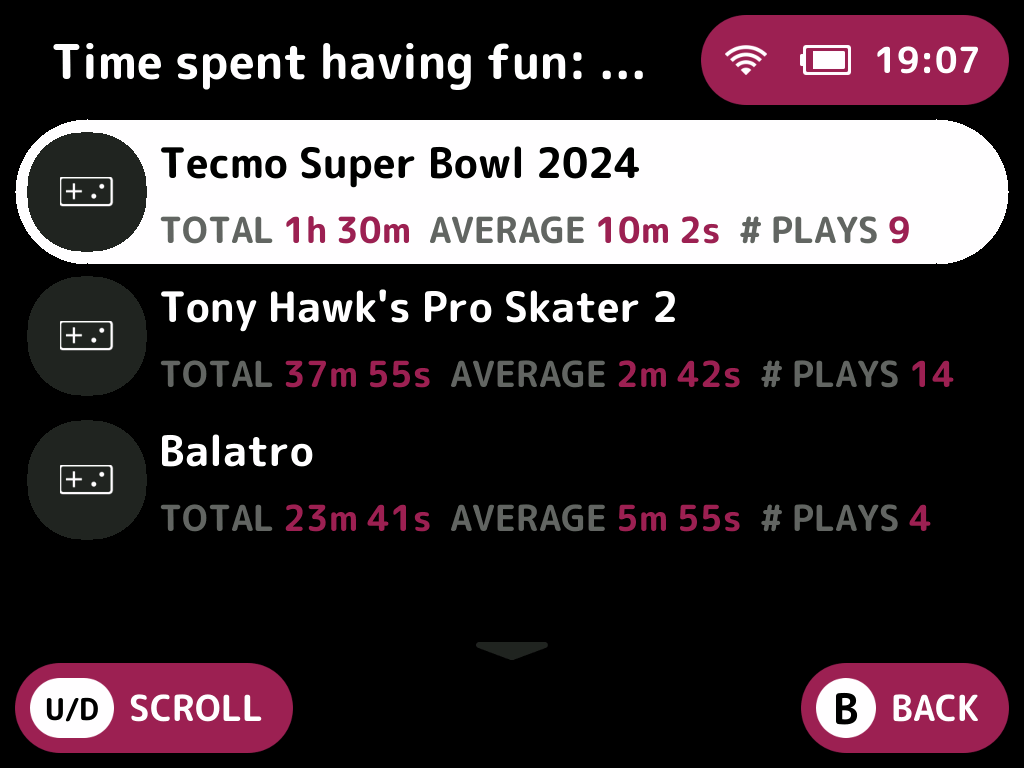 Time spent having fun: ...
19:07
Tecmo Super Bowl 2024
TOTAL 1h 30m AVERAGE 10m 2s # PLAYS 9
Tony Hawk's Pro Skater 2
TOTAL 37m 55s AVERAGE 2m 42s # PLAYS 14
Balatro
TOTAL 23m 41s AVERAGE 5m 55s # PLAYS 4
U/D SCROLL
B BACK